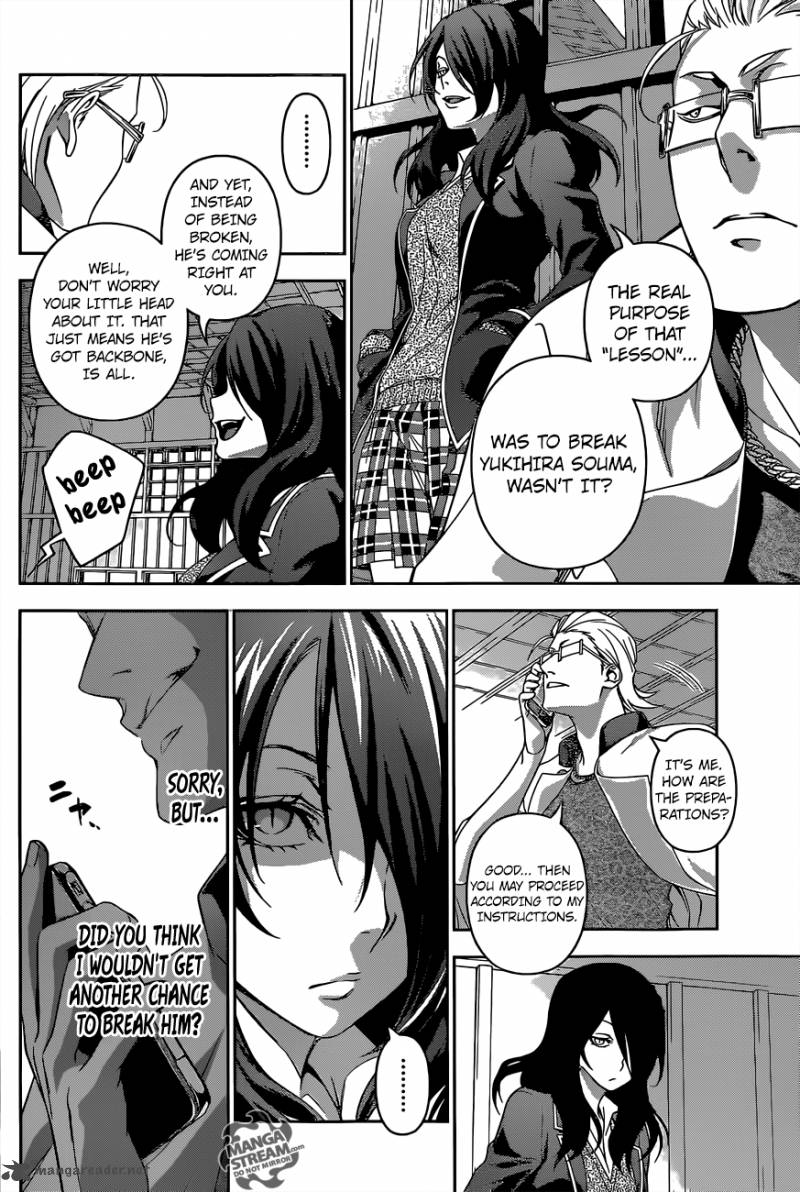 THE REAL
PURPOSE
OF THAT
"LESSON"...
WAS TO BREAK
YUKIHIRA SOUMA,
WASN'T IT?
.........
AND YET,
INSTEAD
OF BEING
BROKEN,
HE'S COMING
RIGHT AT
YOU.
WELL,
DON'T WORRY
YOUR LITTLE HEAD
ABOUT IT. THAT
JUST MEANS HE'S
GOT BACKBONE,
IS ALL.
beep
beep
IT'S ME.
HOW ARE
THE PREPA-
RATIONS?
GOOD... THEN
YOU MAY PROCEED
ACCORDING TO MY
INSTRUCTIONS.
.........
SORRY,
BUT...
ニヤ..
DID YOU THINK
I WOULDN'T GET
ANOTHER CHANCE
TO BREAK HIM?
MANGA
STREAM.com
DO NOT MIRROR!
mangareader.net